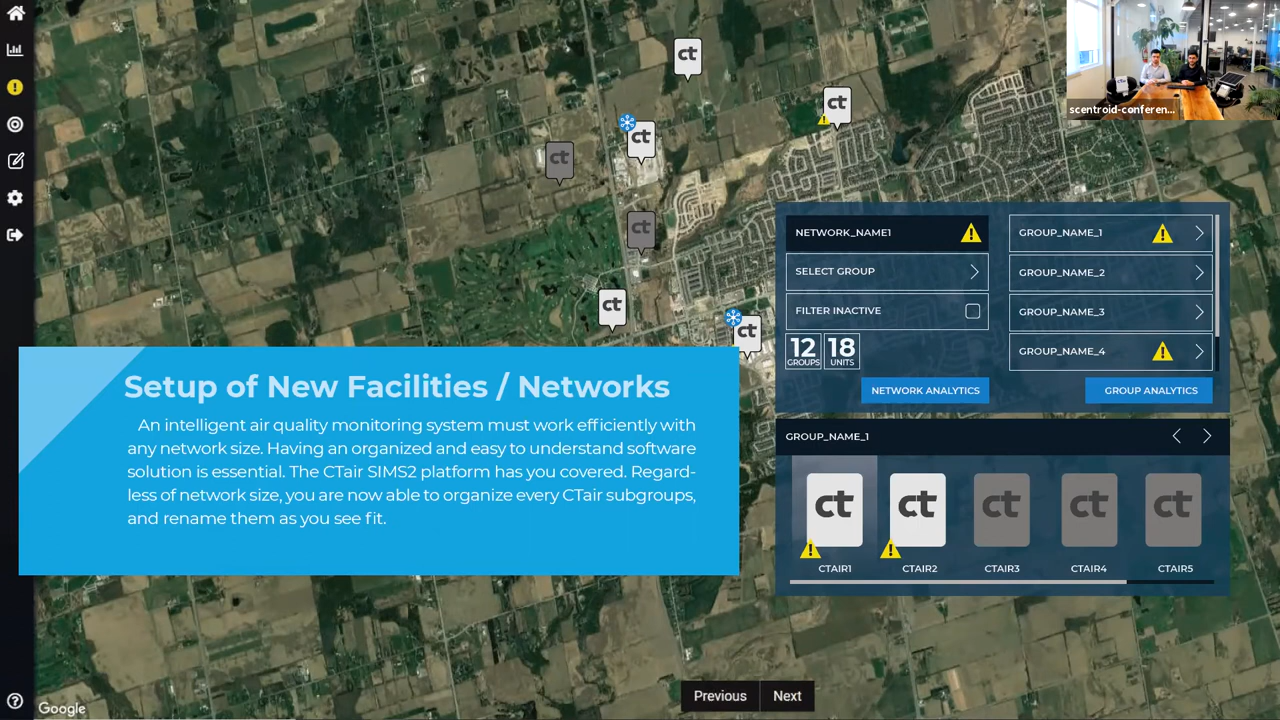 ct
ct
ct
ct
ct
ct
ct
scentroid-conferen...
NETWORK_NAME1
SELECT GROUP
FILTER INACTIVE
12
GROUPS
18
UNITS
NETWORK ANALYTICS
GROUP_NAME_1
GROUP_NAME_2
GROUP_NAME_3
GROUP_NAME_4
GROUP ANALYTICS
Setup of New Facilities / Networks
An intelligent air quality monitoring system must work efficiently with
any network size. Having an organized and easy to understand software
solution is essential. The CTair SIMS2 platform has you covered. Regard-
less of network size, you are now able to organize every CTair subgroups,
and rename them as you see fit.
GROUP_NAME_1
ct ct ct ct ct
CTAIR1 CTAIR2 CTAIR3 CTAIR4 CTAIR5
Previous Next
Google